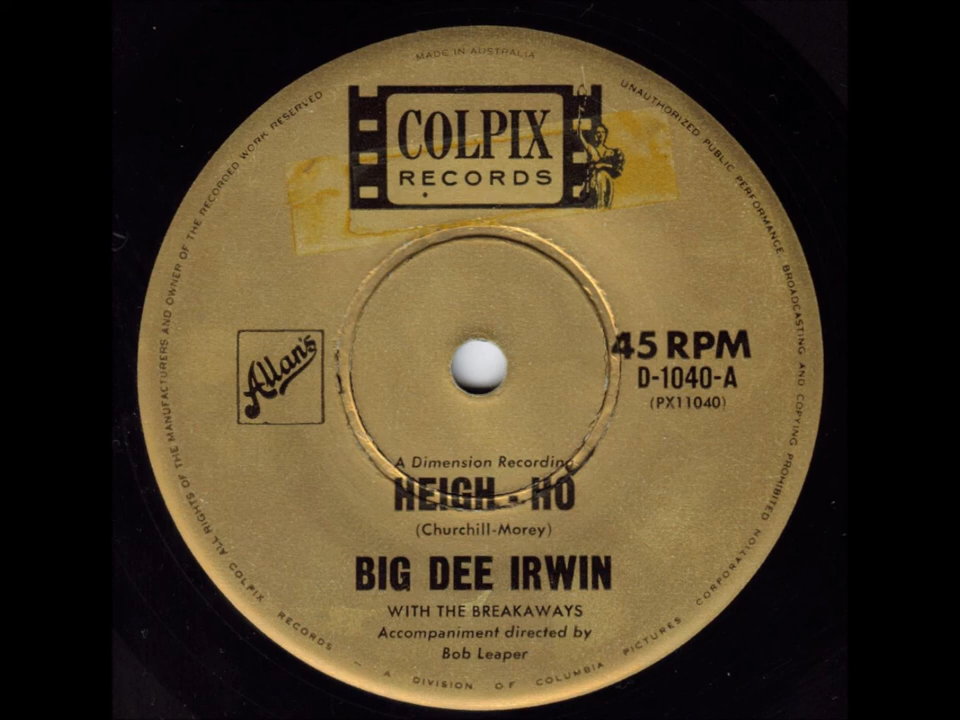 MADE IN AUSTRALIA
COLPIX
RECORDS
Allan's
45 RPM
D-1040-A
(PX11040)
A Dimension Recording
HEIGH - HO
(Churchill-Morey)
BIG DEE IRWIN
WITH THE BREAKAWAYS
Accompaniment directed by
Bob Leaper
ALL RIGHTS OF THE MANUFACTURERS AND OWNER OF THE RECORDED WORK RESERVED
UNAUTHORIZED PUBLIC PERFORMANCE, BROADCASTING AND COPYING PROHIBITED
COLPIX RECORDS – A DIVISION OF COLUMBIA PICTURES CORPORATION